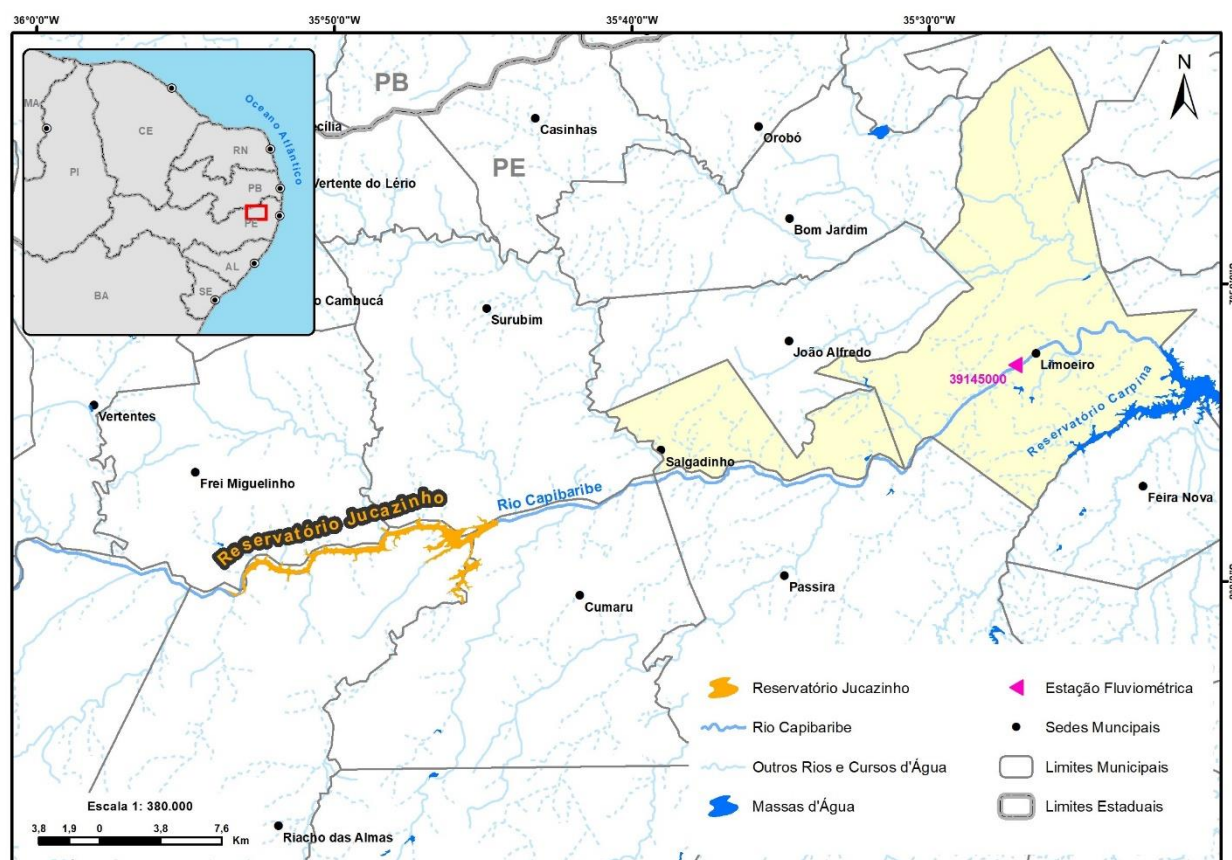 36°0'0"W
35°50'0"W
35°40'0"W
35°30'0"W
N
MA
PI
CE
RN
PB
PE
AL
SE
BA
Oceano Atlântico
PB
PE
Casinhas
Orobó
Vertente do Lério
Bom Jardim
o Cambucá
Surubim
João Alfredo
Limoeiro
39145000
Reservatório Carpina
Vertentes
Salgadinho
Frei Miguelinho
Feira Nova
Rio Capibaribe
Reservatório Jucazinho
Passira
Cumaru
Riacho das Almas
Reservatório Jucazinho
Rio Capibaribe
Outros Rios e Cursos d'Água
Massas d'Água
Estação Fluviométrica
Sedes Muncipais
Limites Municipais
Limites Estaduais
Escala 1: 380.000
3,8 1,9 0 3,8 7,6
Km